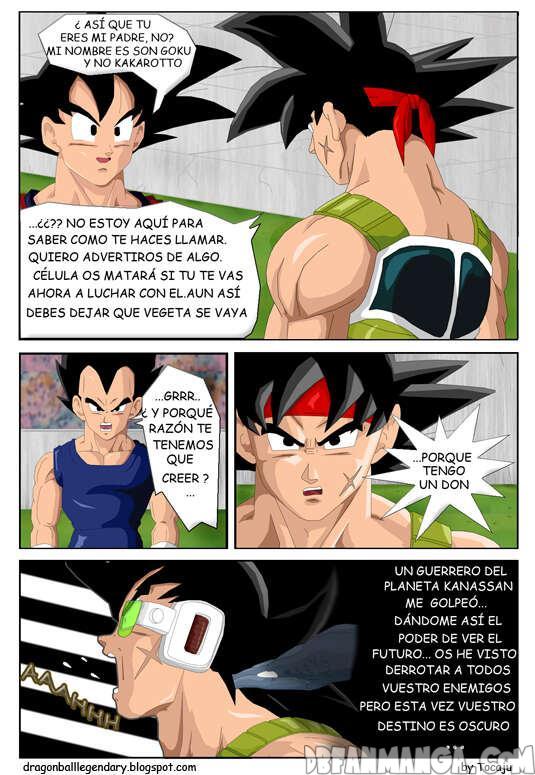 ¿ ASÍ QUE TU
ERES MI PADRE, NO?
MI NOMBRE ES SON GOKU
Y NO KAKAROTTO
...¿¿?? NO ESTOY AQUÍ PARA
SABER COMO TE HACES LLAMAR.
QUIERO ADVERTIROS DE ALGO.
CÉLULA OS MATARÁ SI TU TE VAS
AHORA A LUCHAR CON EL.AUN ASÍ
DEBES DEJAR QUE VEGETA SE VAYA
...GRRR..
¿ Y PORQUÉ
RAZÓN TE
TENEMOS
QUE
CREER ?
...
...PORQUE
TENGO
UN DON
UN GUERRERO DEL
PLANETA KANASSAN
ME GOLPEÓ...
DÁNDOME ASÍ EL
PODER DE VER EL
FUTURO... OS HE VISTO
DERROTAR A TODOS
VUESTRO ENEMIGOS
PERO ESTA VEZ VUESTRO
DESTINO ES OSCURO
AAAHHH
DBFANMANGA.COM
dragonballlegendary.blogspot.com
by Tocaju